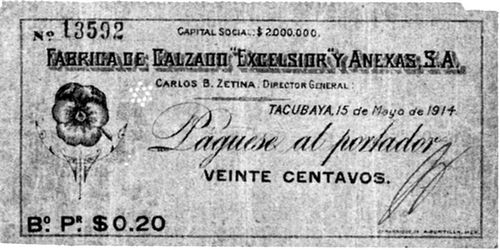 Nº 13592
CAPITAL SOCIAL: $2.000.000.
FABRICA DE CALZADO "EXCELSIOR" Y ANEXAS, S.A.
CARLOS B. ZETINA, DIRECTOR GENERAL
TACUBAYA, 15 de Mayo de 1914
Páguese al portador
VEINTE CENTAVOS.
Bº Pʳ $0.20